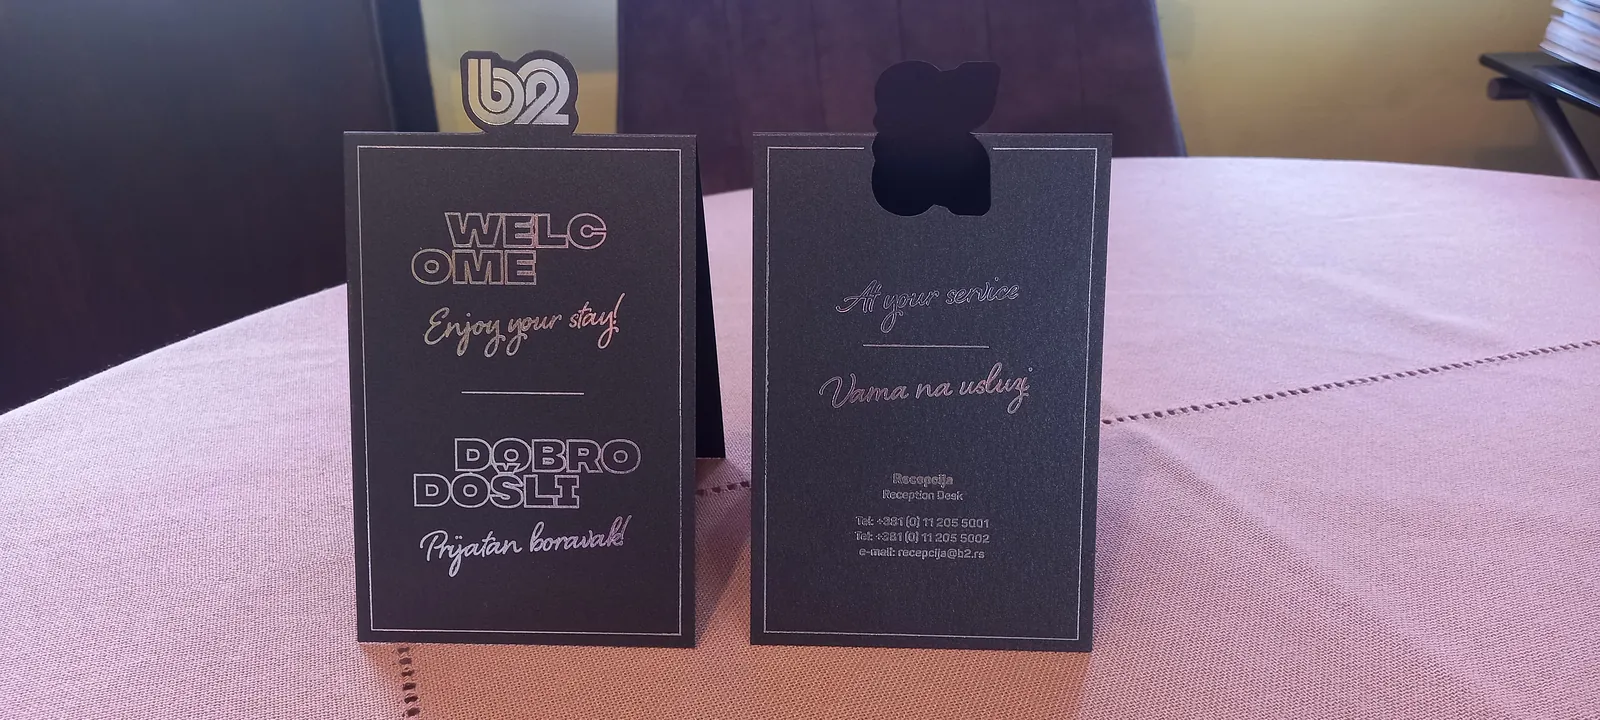 b2
WELC
OME
Enjoy your stay!
DOBRO
DOŠLI
Prijatan boravak!
At your service
Vama na usluzi
Recepcija
Reception Desk
Tel: +381 (0) 11 205 5001
Tel: +381 (0) 11 205 5002
e-mail: recepcija@b2.rs